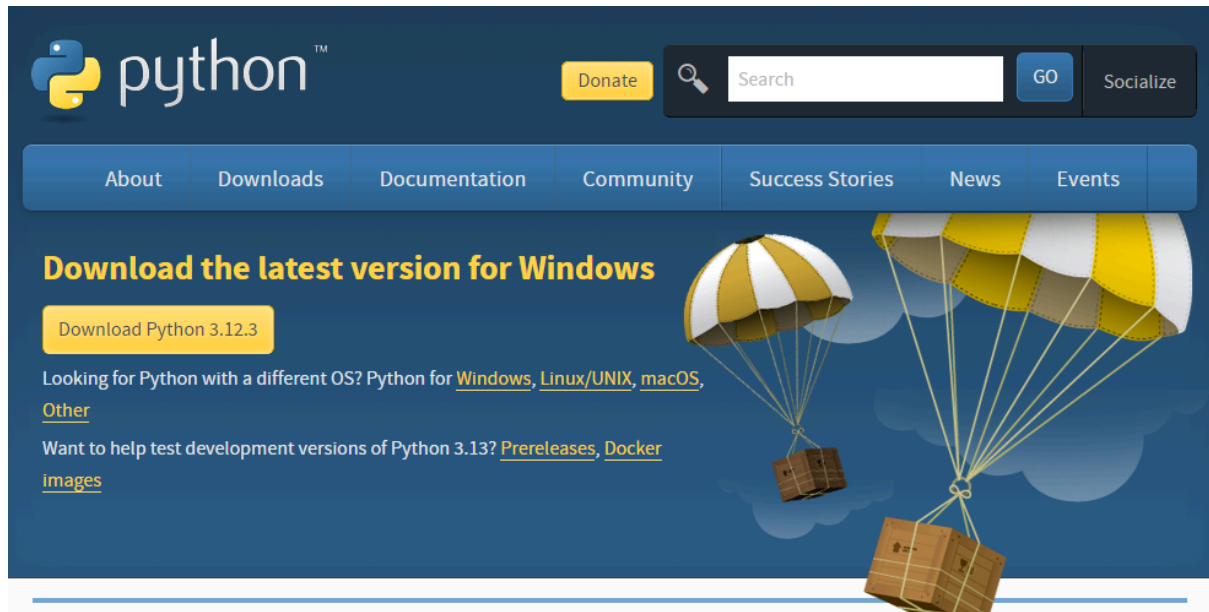 python™
Donate
Search
GO
Socialize
About
Downloads
Documentation
Community
Success Stories
News
Events
Download the latest version for Windows
Download Python 3.12.3
Looking for Python with a different OS? Python for Windows, Linux/UNIX, macOS,
Other
Want to help test development versions of Python 3.13? Prereleases, Docker
images